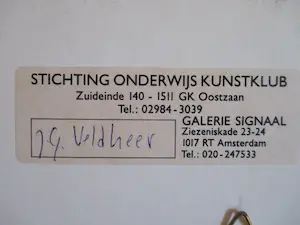 STICHTING ONDERWIJS KUNSTKLUB
Zuideinde 140 - 1511 GK Oostzaan
Tel.: 02984-3039
GALERIE SIGNAAL
J.G. Veldheer
Ziezeniskade 23-24
1017 RT Amsterdam
Tel.: 020-247533